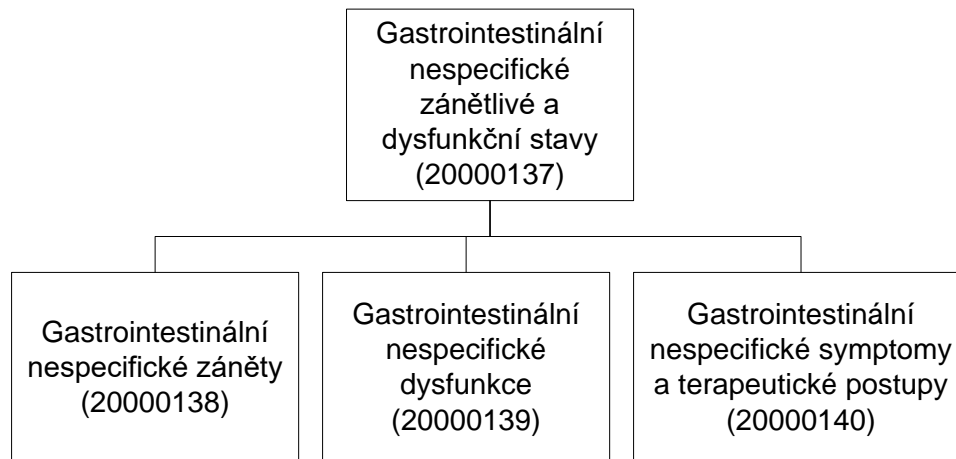 Gastrointestinální
nespecifické
zánětlivé a
dysfunkční stavy
(20000137)
Gastrointestinální
nespecifické záněty
(20000138)
Gastrointestinální
nespecifické
dysfunkce
(20000139)
Gastrointestinální
nespecifické symptomy
a terapeutické postupy
(20000140)